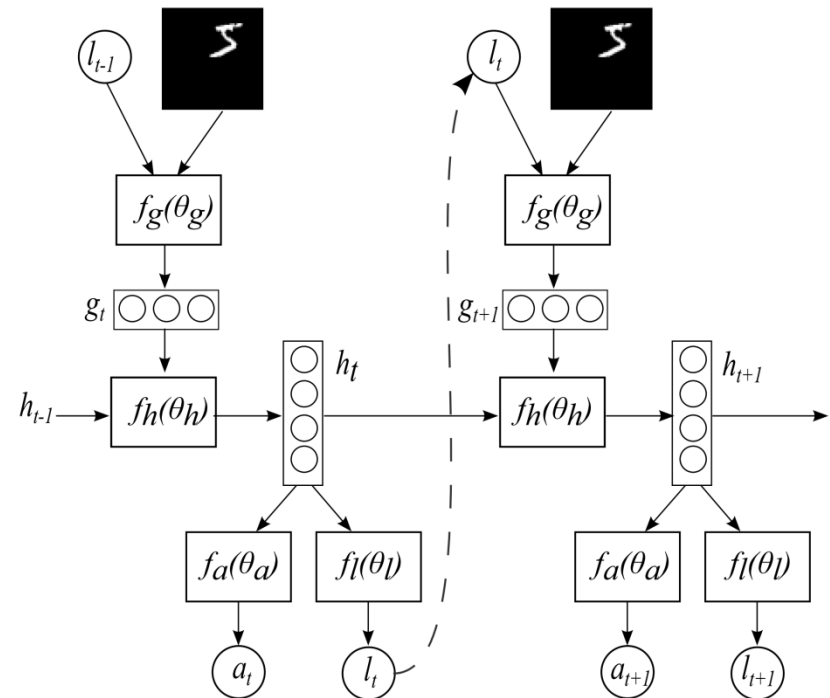 l_{t-1} l_t
f_g(θ_g) f_g(θ_g)
g_t g_{t+1}
h_t h_{t+1}
h_{t-1} f_h(θ_h) f_h(θ_h)
f_a(θ_a) f_l(θ_l) f_a(θ_a) f_l(θ_l)
a_t l_t a_{t+1} l_{t+1}